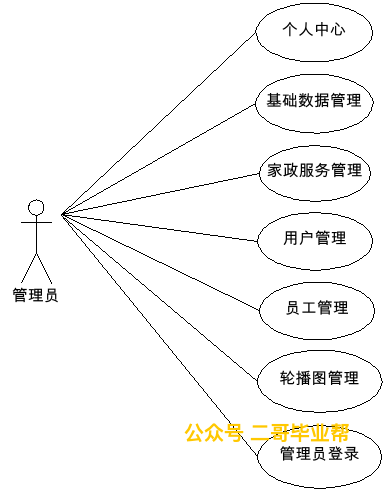 个人中心
基础数据管理
家政服务管理
用户管理
管理员
员工管理
轮播图管理
公众号 二哥毕业帮
管理员登录